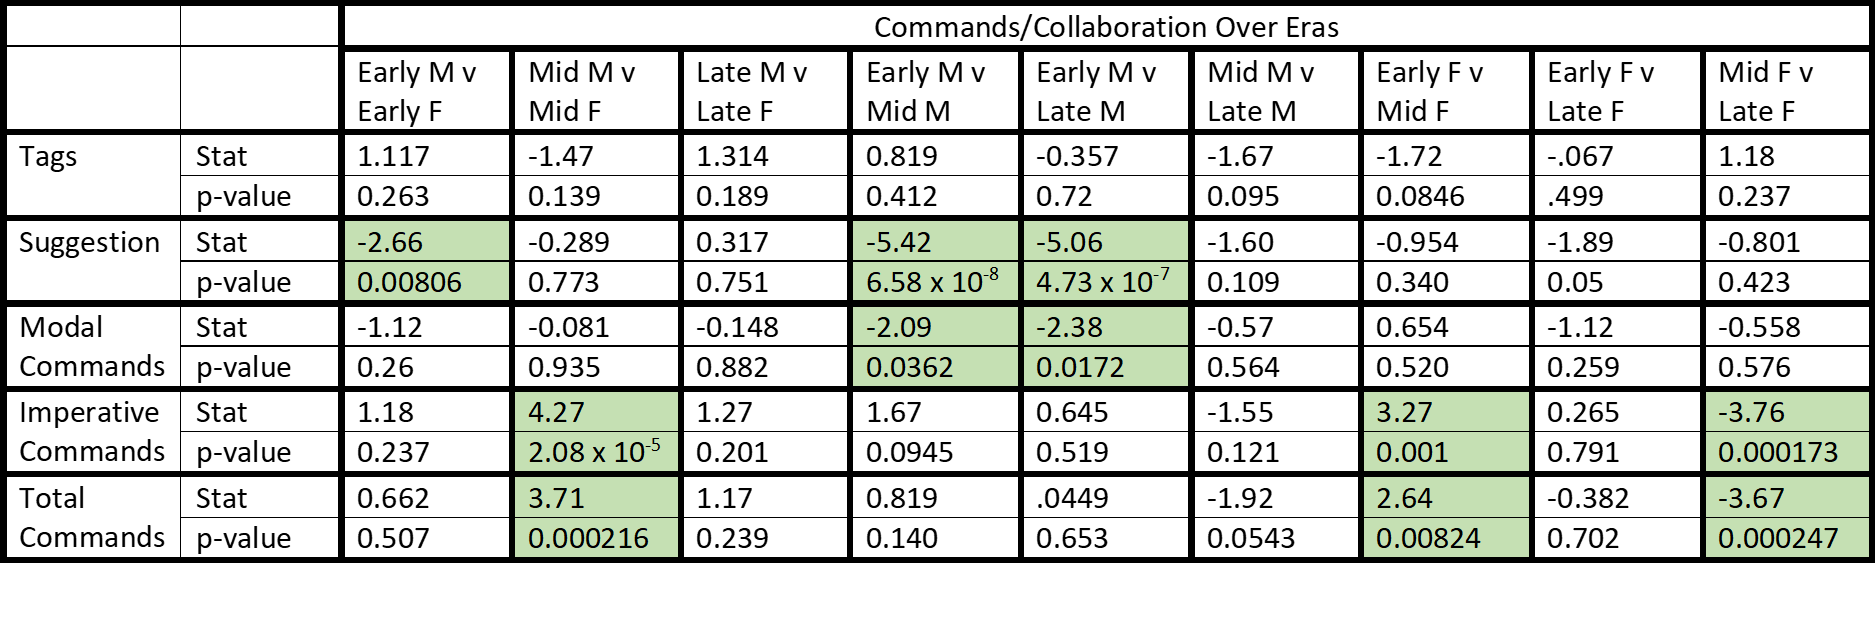 Commands/Collaboration Over Eras
Early M v Early F Mid M v Mid F Late M v Late F Early M v Mid M Early M v Late M Mid M v Late M Early F v Mid F Early F v Late F Mid F v Late F
Tags Stat 1.117 -1.47 1.314 0.819 -0.357 -1.67 -1.72 -.067 1.18
p-value 0.263 0.139 0.189 0.412 0.72 0.095 0.0846 .499 0.237
Suggestion Stat -2.66 -0.289 0.317 -5.42 -5.06 -1.60 -0.954 -1.89 -0.801
p-value 0.00806 0.773 0.751 6.58 x 10⁻⁸ 4.73 x 10⁻⁷ 0.109 0.340 0.05 0.423
Modal Commands Stat -1.12 -0.081 -0.148 -2.09 -2.38 -0.57 0.654 -1.12 -0.558
p-value 0.26 0.935 0.882 0.0362 0.0172 0.564 0.520 0.259 0.576
Imperative Commands Stat 1.18 4.27 1.27 1.67 0.645 -1.55 3.27 0.265 -3.76
p-value 0.237 2.08 x 10⁻⁵ 0.201 0.0945 0.519 0.121 0.001 0.791 0.000173
Total Commands Stat 0.662 3.71 1.17 0.819 .0449 -1.92 2.64 -0.382 -3.67
p-value 0.507 0.000216 0.239 0.140 0.653 0.0543 0.00824 0.702 0.000247